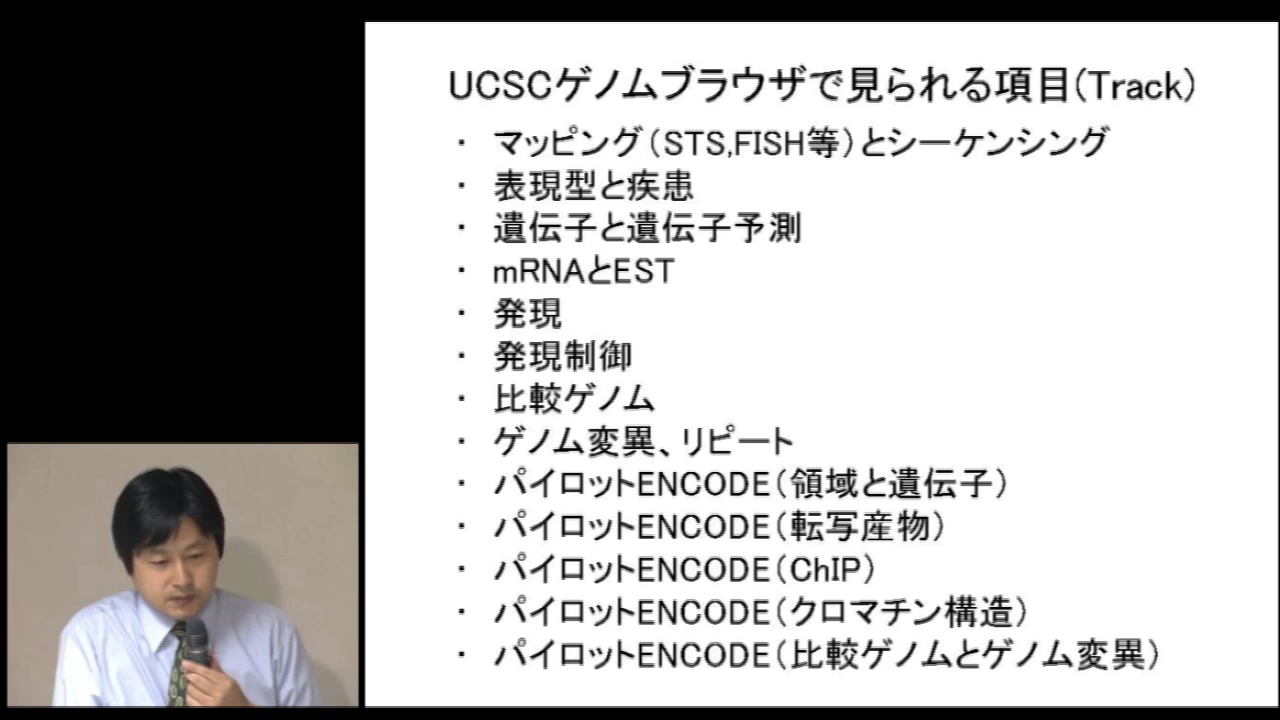 UCSCゲノムブラウザで見られる項目(Track)
・ マッピング（STS,FISH等）とシーケンシング
・ 表現型と疾患
・ 遺伝子と遺伝子予測
・ mRNAとEST
・ 発現
・ 発現制御
・ 比較ゲノム
・ ゲノム変異、リピート
・ パイロットENCODE（領域と遺伝子）
・ パイロットENCODE（転写産物）
・ パイロットENCODE（ChIP）
・ パイロットENCODE（クロマチン構造）
・ パイロットENCODE（比較ゲノムとゲノム変異）